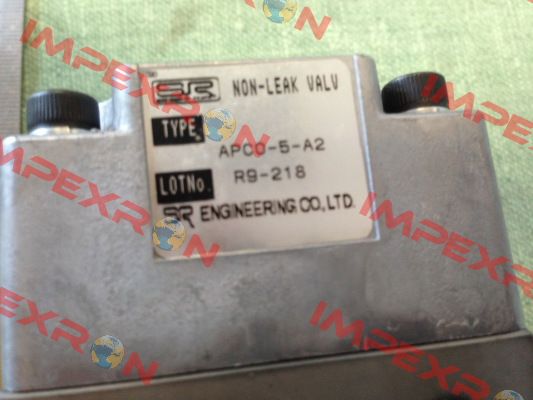 SR NON-LEAK VALV
TYPE
APCO-5-A2
LOTNo. R9-218
SR ENGINEERING CO.,LTD.
IMPEXRON
IMPEXRON
IMPEXRON
IMPEXRON
IMPEXRON
IMPEXRON